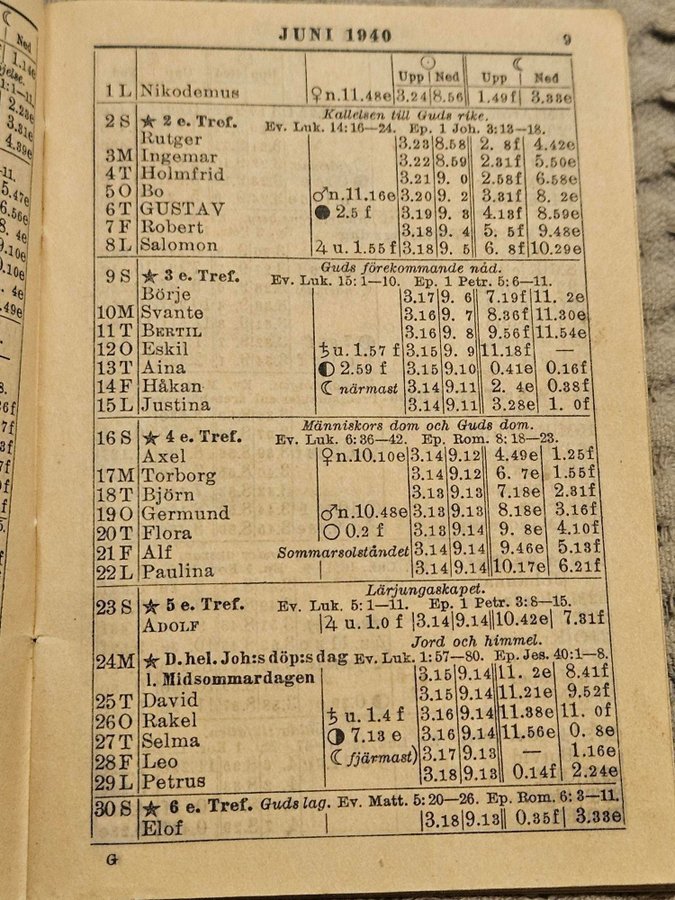 JUNI 1940 9
☉ ☾
Upp Ned Upp Ned
1 L Nikodemus ♀ n. 11.48e 3.24 8.56 1.49f 3.33e
Kallelsen till Guds rike.
2 S ★ 2 e. Tref. Ev. Luk. 14: 16—24. Ep. 1 Joh. 3: 13—18.
Rutger 3.23 8.58 2. 8f 4.42e
3 M Ingemar 3.22 8.59 2.31f 5.50e
4 T Holmfrid 3.21 9. 0 2.58f 6.58e
5 O Bo ♂ n. 11.16e 3.20 9. 2 3.31f 8. 2e
6 T GUSTAV ● 2.5 f 3.19 9. 3 4.13f 8.59e
7 F Robert 3.18 9. 4 5. 5f 9.48e
8 L Salomon ♃ u. 1.55 f 3.18 9. 5 6. 8f 10.29e
Guds förekommande nåd.
9 S ★ 3 e. Tref. Ev. Luk. 15: 1—10. Ep. 1 Petr. 5: 6—11.
Börje 3.17 9. 6 7.19f 11. 2e
10 M Svante 3.16 9. 7 8.36f 11.30e
11 T BERTIL 3.16 9. 8 9.56f 11.54e
12 O Eskil ♄ u. 1.57 f 3.15 9. 9 11.18f —
13 T Aina ◐ 2.59 f 3.15 9.10 0.41e 0.16f
14 F Håkan ☾ närmast 3.14 9.11 2. 4e 0.38f
15 L Justina 3.14 9.11 3.28e 1. 0f
Människors dom och Guds dom.
16 S ★ 4 e. Tref. Ev. Luk. 6: 36—42. Ep. Rom. 8: 18—23.
Axel ♀ n. 10.10e 3.14 9.12 4.49e 1.25f
17 M Torborg 3.14 9.12 6. 7e 1.55f
18 T Björn 3.13 9.13 7.18e 2.31f
19 O Germund ♂ n. 10.48e 3.13 9.13 8.18e 3.16f
20 T Flora ○ 0.2 f 3.13 9.14 9. 8e 4.10f
21 F Alf Sommarsolståndet 3.14 9.14 9.46e 5.13f
22 L Paulina 3.14 9.14 10.17e 6.21f
Lärjungaskapet.
23 S ★ 5 e. Tref. Ev. Luk. 5: 1—11. Ep. 1 Petr. 3: 8—15.
ADOLF ♃ u. 1.0 f 3.14 9.14 10.42e 7.31f
Jord och himmel.
24 M ★ D. hel. Joh:s döp:s dag Ev. Luk. 1: 57—80. Ep. Jes. 40: 1—8.
l. Midsommardagen 3.15 9.14 11. 2e 8.41f
25 T David 3.15 9.14 11.21e 9.52f
26 O Rakel ♄ u. 1.4 f 3.16 9.14 11.38e 11. 0f
27 T Selma ◑ 7.13 e 3.16 9.14 11.56e 0. 8e
28 F Leo ☾ fjärmast) 3.17 9.13 — 1.16e
29 L Petrus 3.18 9.13 0.14f 2.24e
30 S ★ 6 e. Tref. Guds lag. Ev. Matt. 5: 20—26. Ep. Rom. 6: 3—11.
Elof 3.18 9.13 0.35f 3.33e
G